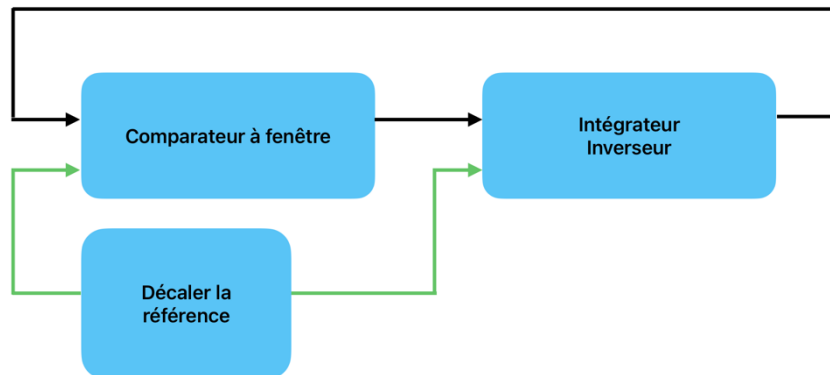 Comparateur à fenêtre
Intégrateur
Inverseur
Décaler la
référence